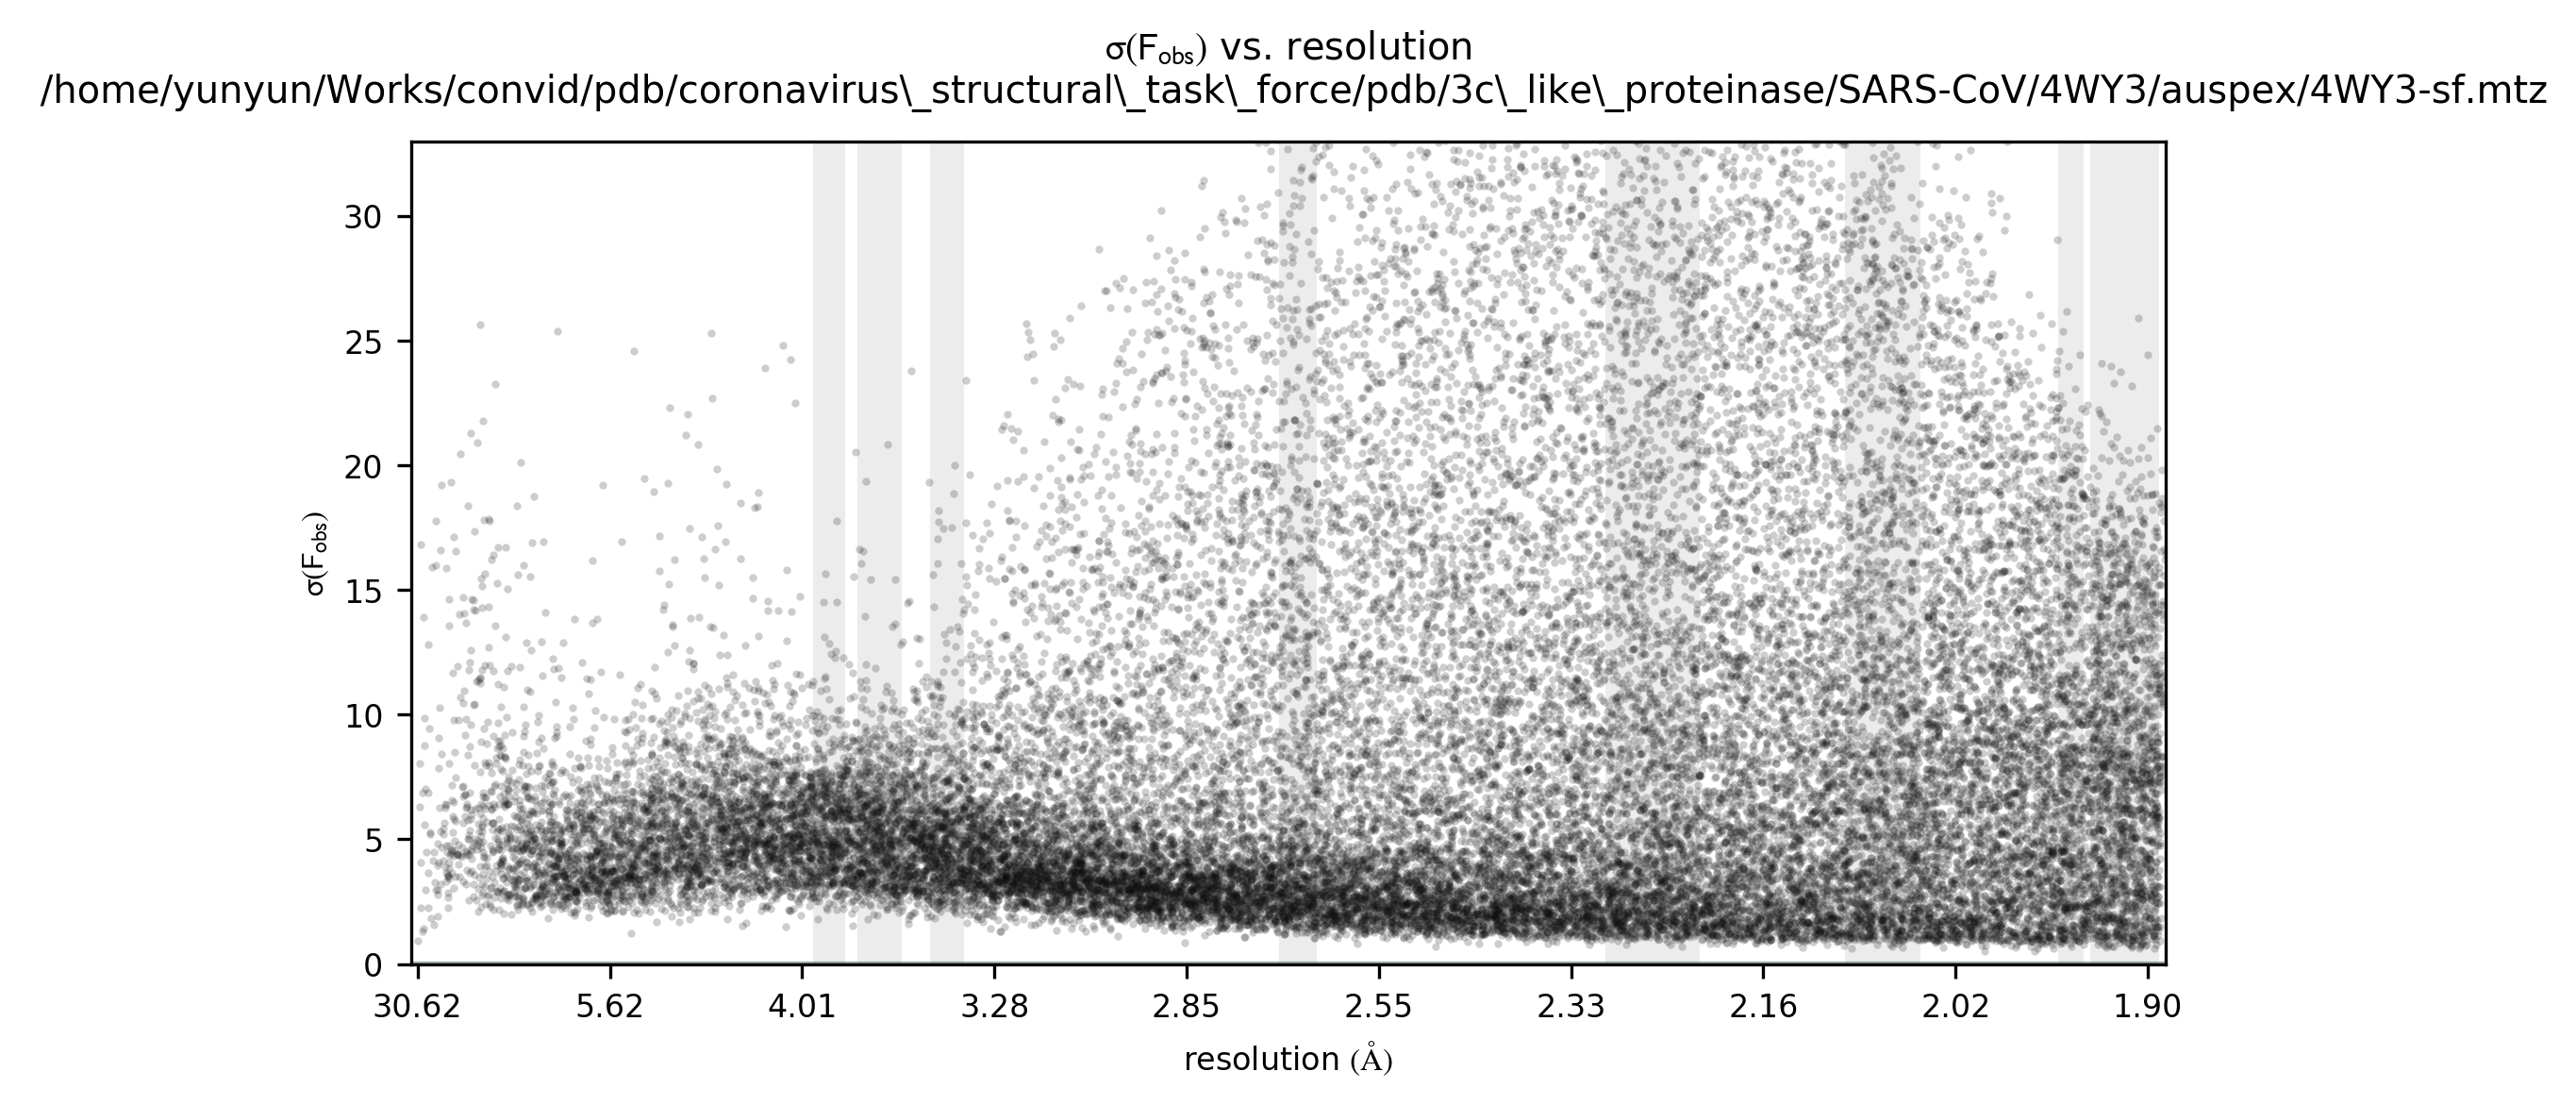 σ(Fobs) vs. resolution
/home/yunyun/Works/convid/pdb/coronavirus\_structural\_task\_force/pdb/3c\_like\_proteinase/SARS-CoV/4WY3/auspex/4WY3-sf.mtz
σ(Fobs)
30
25
20
15
10
5
0
30.62 5.62 4.01 3.28 2.85 2.55 2.33 2.16 2.02 1.90
resolution (Å)